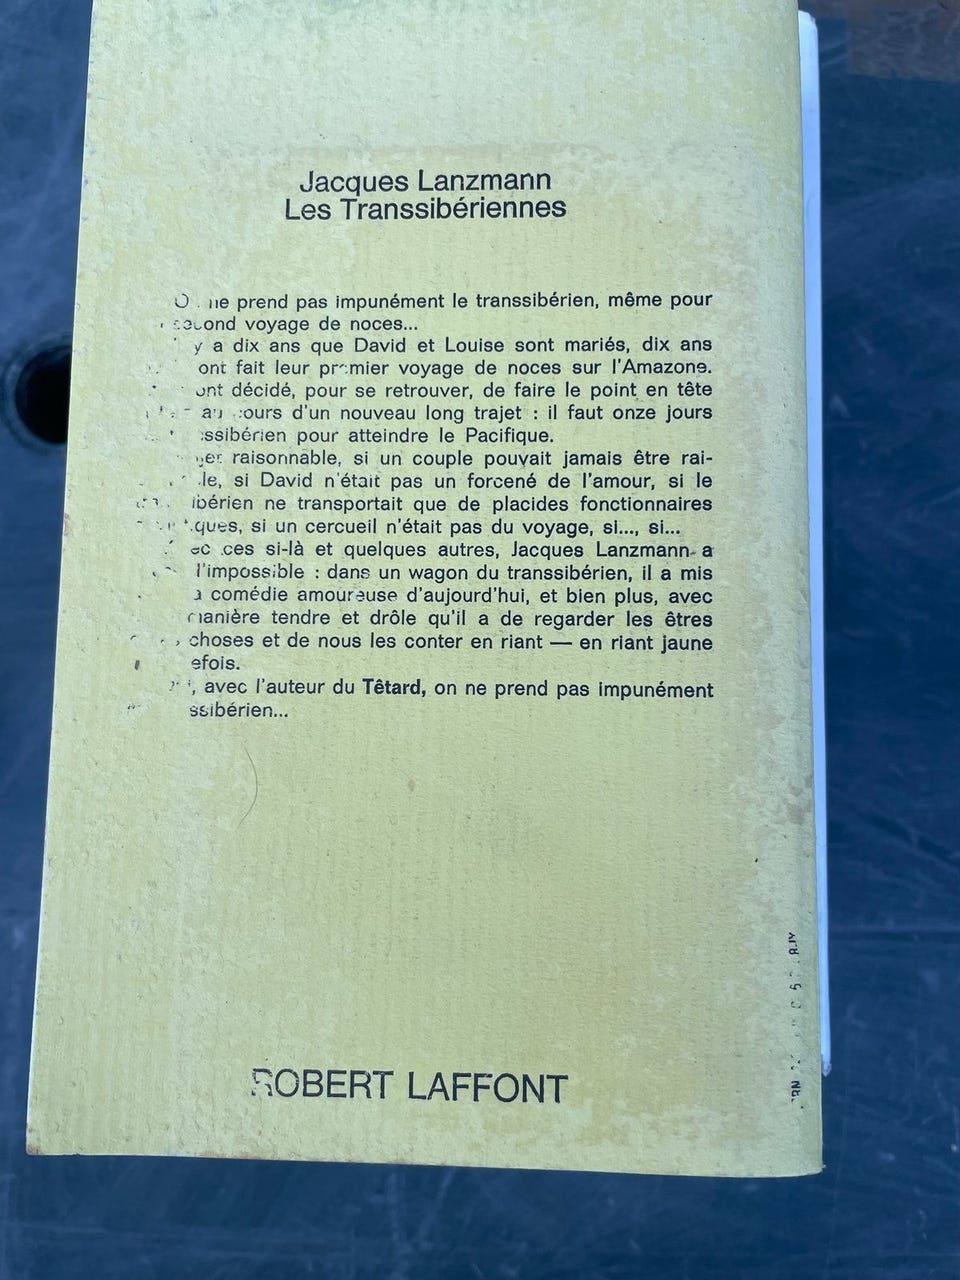 Jacques Lanzmann
Les Transsibériennes
ne prend pas impunément le transsibérien, même pour
second voyage de noces...
y a dix ans que David et Louise sont mariés, dix ans
ont fait leur premier voyage de noces sur l'Amazone.
ont décidé, pour se retrouver, de faire le point en tête
au cours d'un nouveau long trajet : il faut onze jours
pour atteindre le Pacifique.
raisonnable, si un couple pouvait jamais être rai-
si David n'était pas un forcené de l'amour, si le
ne transportait que de placides fonctionnaires
si un cercueil n'était pas du voyage, si..., si...
ces si-là et quelques autres, Jacques Lanzmann a
l'impossible : dans un wagon du transsibérien, il a mis
comédie amoureuse d'aujourd'hui, et bien plus, avec
manière tendre et drôle qu'il a de regarder les êtres
choses et de nous les conter en riant — en riant jaune
avec l'auteur du Têtard, on ne prend pas impunément
ROBERT LAFFONT